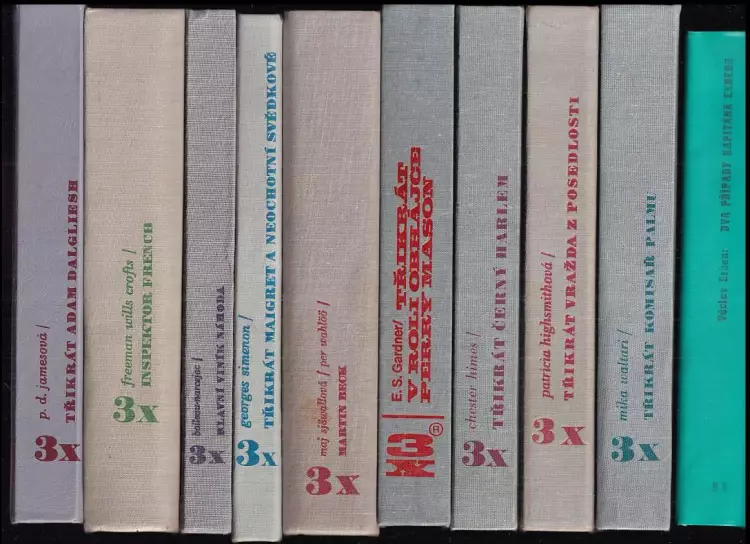 p. d. jamesová /
TŘIKRÁT ADAM DALGLIESH
3x
freeman wills crofts /
INSPEKTOR FRENCH
3x
HLAVNÍ VINÍK NÁHODA
3x
georges simenon /
TŘIKRÁT MAIGRET A NEOCHOTNÍ SVĚDKOVÉ
3x
maj sjöwallová / per wahlöö /
MARTIN BECK
3x
E. S. Gardner/
TŘIKRÁT
V ROLI OBHÁJCE
PERRY MASON
3x
chester himes /
TŘIKRÁT ČERNÝ HARLEM
3x
patricia highsmithová /
TŘIKRÁT VRAŽDA Z POSEDLOSTI
3x
mika waltari /
TŘIKRÁT KOMISAŘ PALMU
3x
Václav Erben: DVA PŘÍPADY KAPITÁNA EXNERA